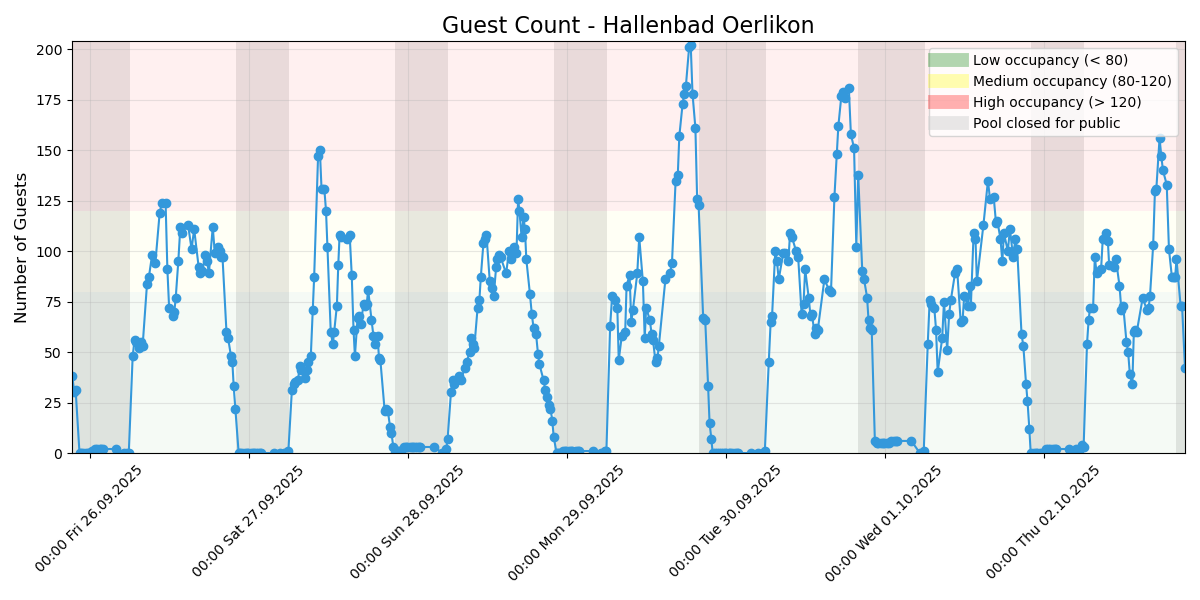 Guest Count - Hallenbad Oerlikon
Number of Guests
200
175
150
125
100
75
50
25
0
Low occupancy (< 80)
Medium occupancy (80-120)
High occupancy (> 120)
Pool closed for public
00:00 Fri 26.09.2025
00:00 Sat 27.09.2025
00:00 Sun 28.09.2025
00:00 Mon 29.09.2025
00:00 Tue 30.09.2025
00:00 Wed 01.10.2025
00:00 Thu 02.10.2025